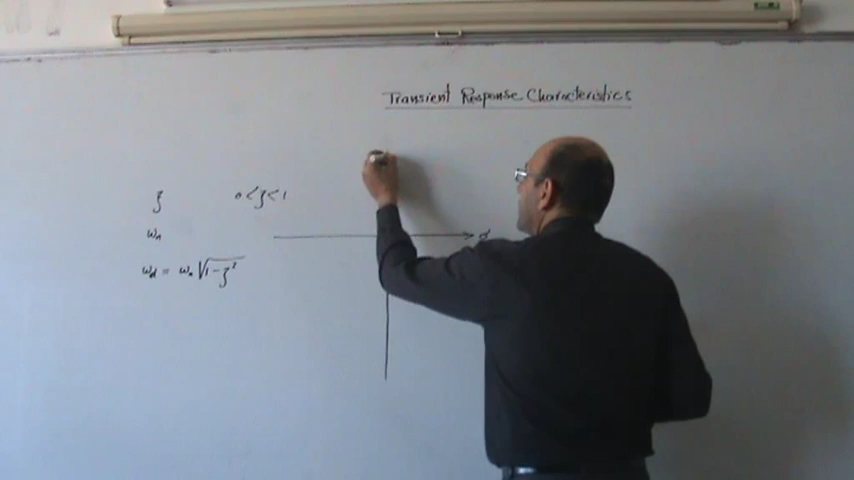 Transient Response Characteristics
ζ 0 < ζ < 1
ωn
ωd = ωn √1-ζ²